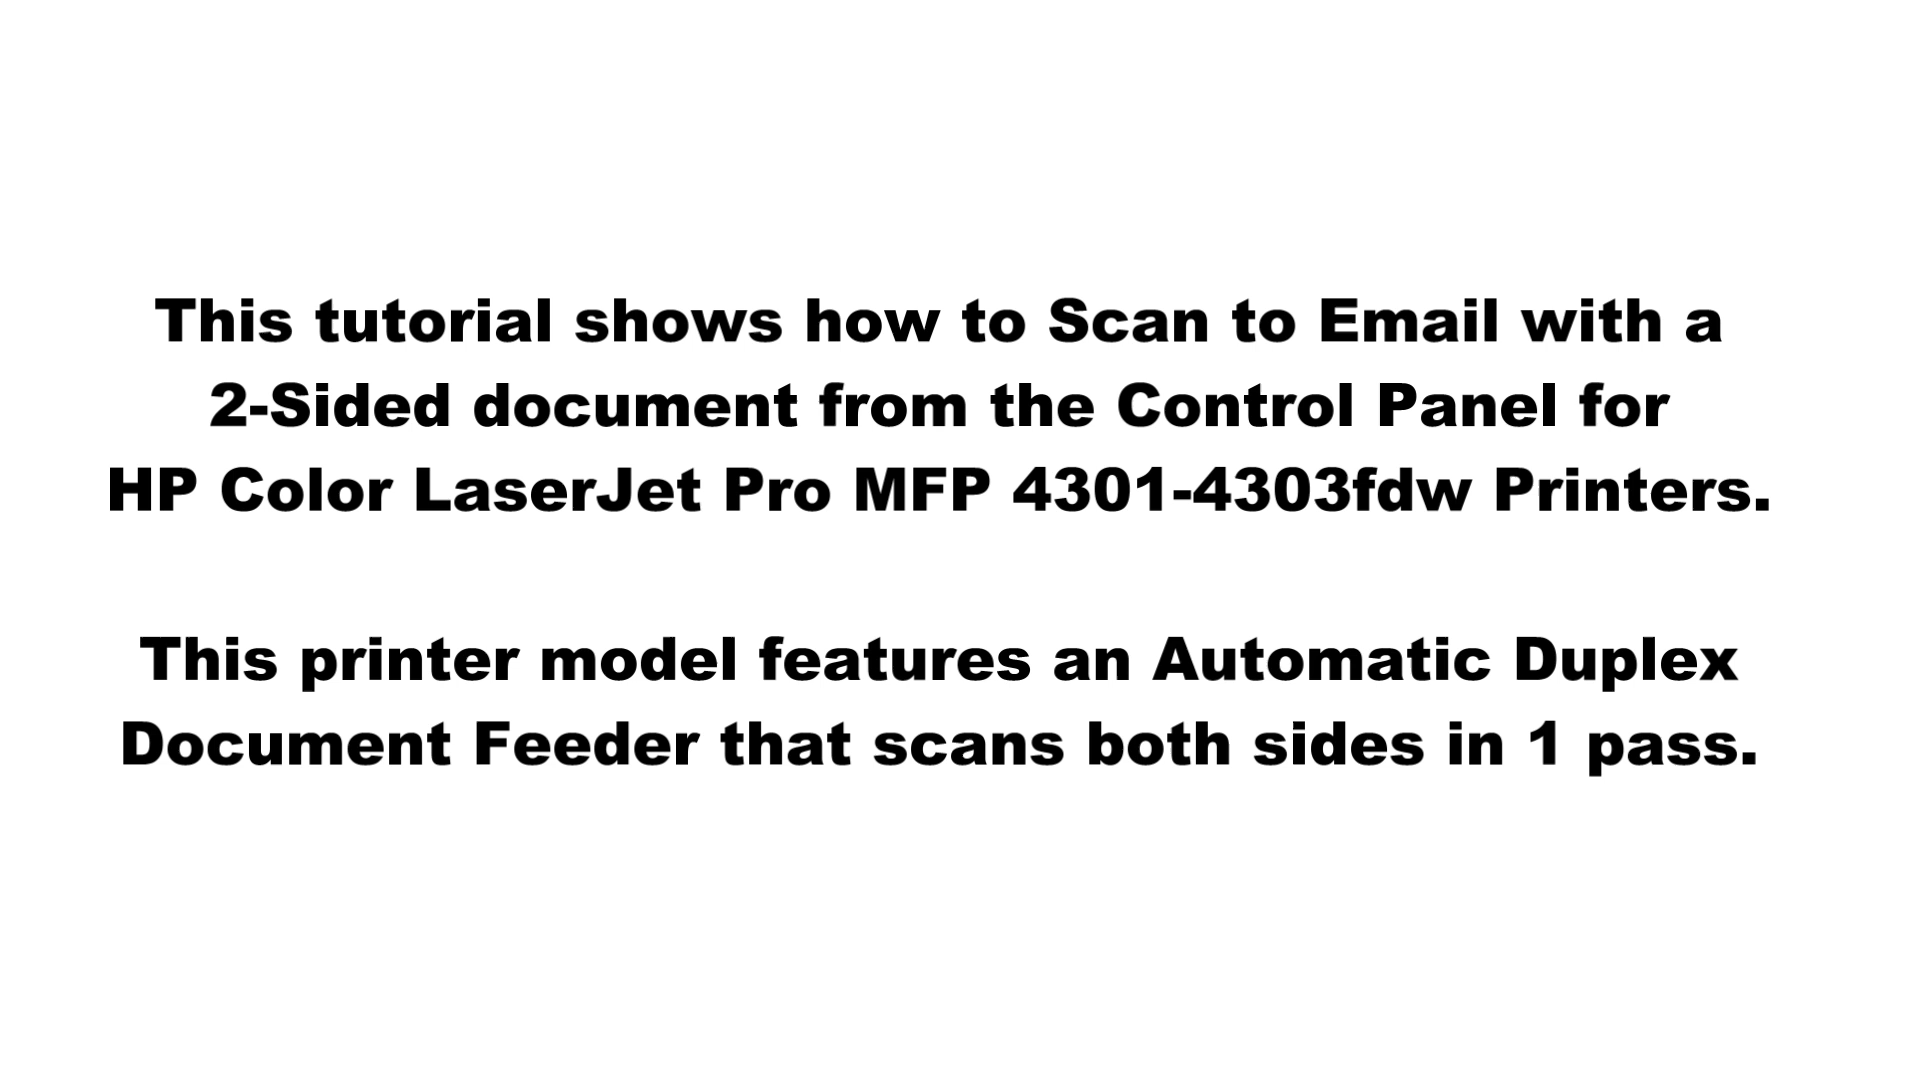 This tutorial shows how to Scan to Email with a
2-Sided document from the Control Panel for
HP Color LaserJet Pro MFP 4301-4303fdw Printers.
This printer model features an Automatic Duplex
Document Feeder that scans both sides in 1 pass.